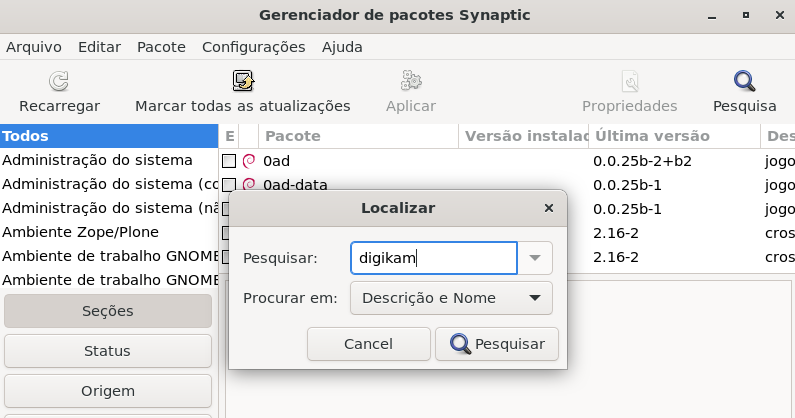 Gerenciador de pacotes Synaptic
Arquivo Editar Pacote Configurações Ajuda
Recarregar Marcar todas as atualizações Aplicar Propriedades Pesquisa
Todos E Pacote Versão instalac Última versão Des
Administração do sistema 0ad 0.0.25b-2+b2 jogo
Administração do sistema (co 0ad-data 0.0.25b-1 jogo
Administração do sistema (nã 0.0.25b-1 jogo
Ambiente Zope/Plone 2.16-2 cros
Ambiente de trabalho GNOME 2.16-2 cros
Ambiente de trabalho GNOME
Localizar
Pesquisar: digikam
Procurar em: Descrição e Nome
Cancel Pesquisar
Seções
Status
Origem